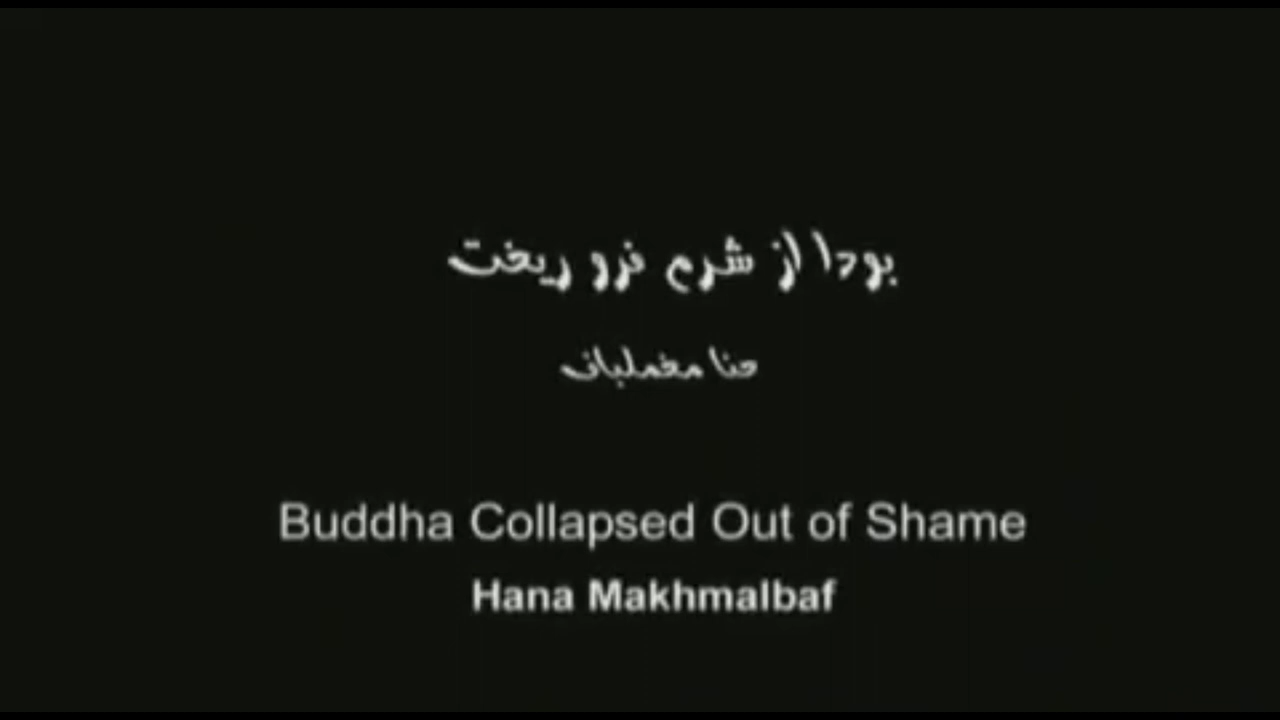 بودا از شرم فرو ریخت
حنا مخملباف
Buddha Collapsed Out of Shame
Hana Makhmalbaf